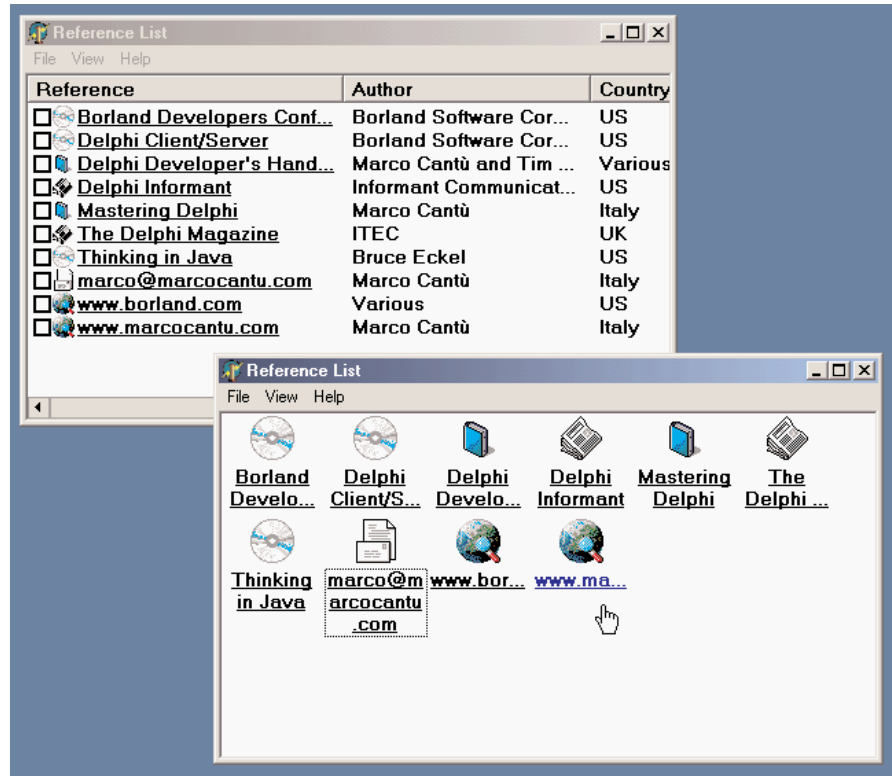 Reference List
File View Help
Reference Author Country
Borland Developers Conf... Borland Software Cor... US
Delphi Client/Server Borland Software Cor... US
Delphi Developer's Hand... Marco Cantù and Tim ... Various
Delphi Informant Informant Communicat... US
Mastering Delphi Marco Cantù Italy
The Delphi Magazine ITEC UK
Thinking in Java Bruce Eckel US
marco@marcocantu.com Marco Cantù Italy
www.borland.com Various US
www.marcocantu.com Marco Cantù Italy
Reference List
File View Help
Borland Delphi Delphi Delphi Mastering The
Develo... Client/S... Develo... Informant Delphi Delphi ...
Thinking marco@m www.bor... www.ma...
in Java arcocantu
.com